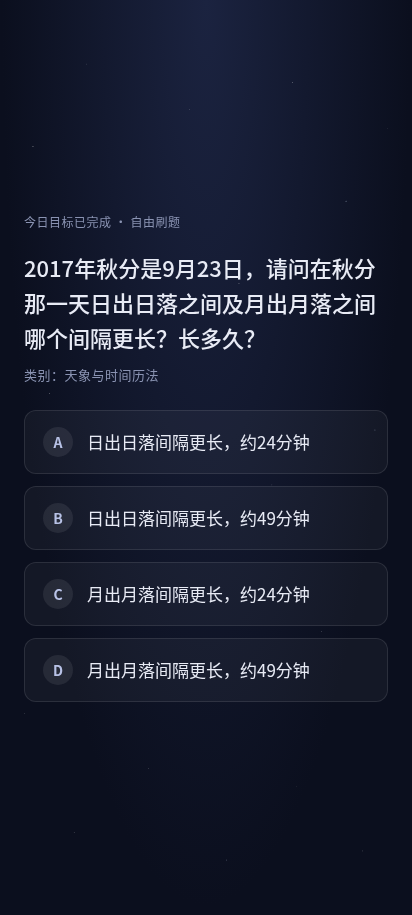 今日目标已完成 · 自由刷题
2017年秋分是9月23日，请问在秋分
那一天日出日落之间及月出月落之间
哪个间隔更长？长多久？
类别：天象与时间历法
A 日出日落间隔更长，约24分钟
B 日出日落间隔更长，约49分钟
C 月出月落间隔更长，约24分钟
D 月出月落间隔更长，约49分钟